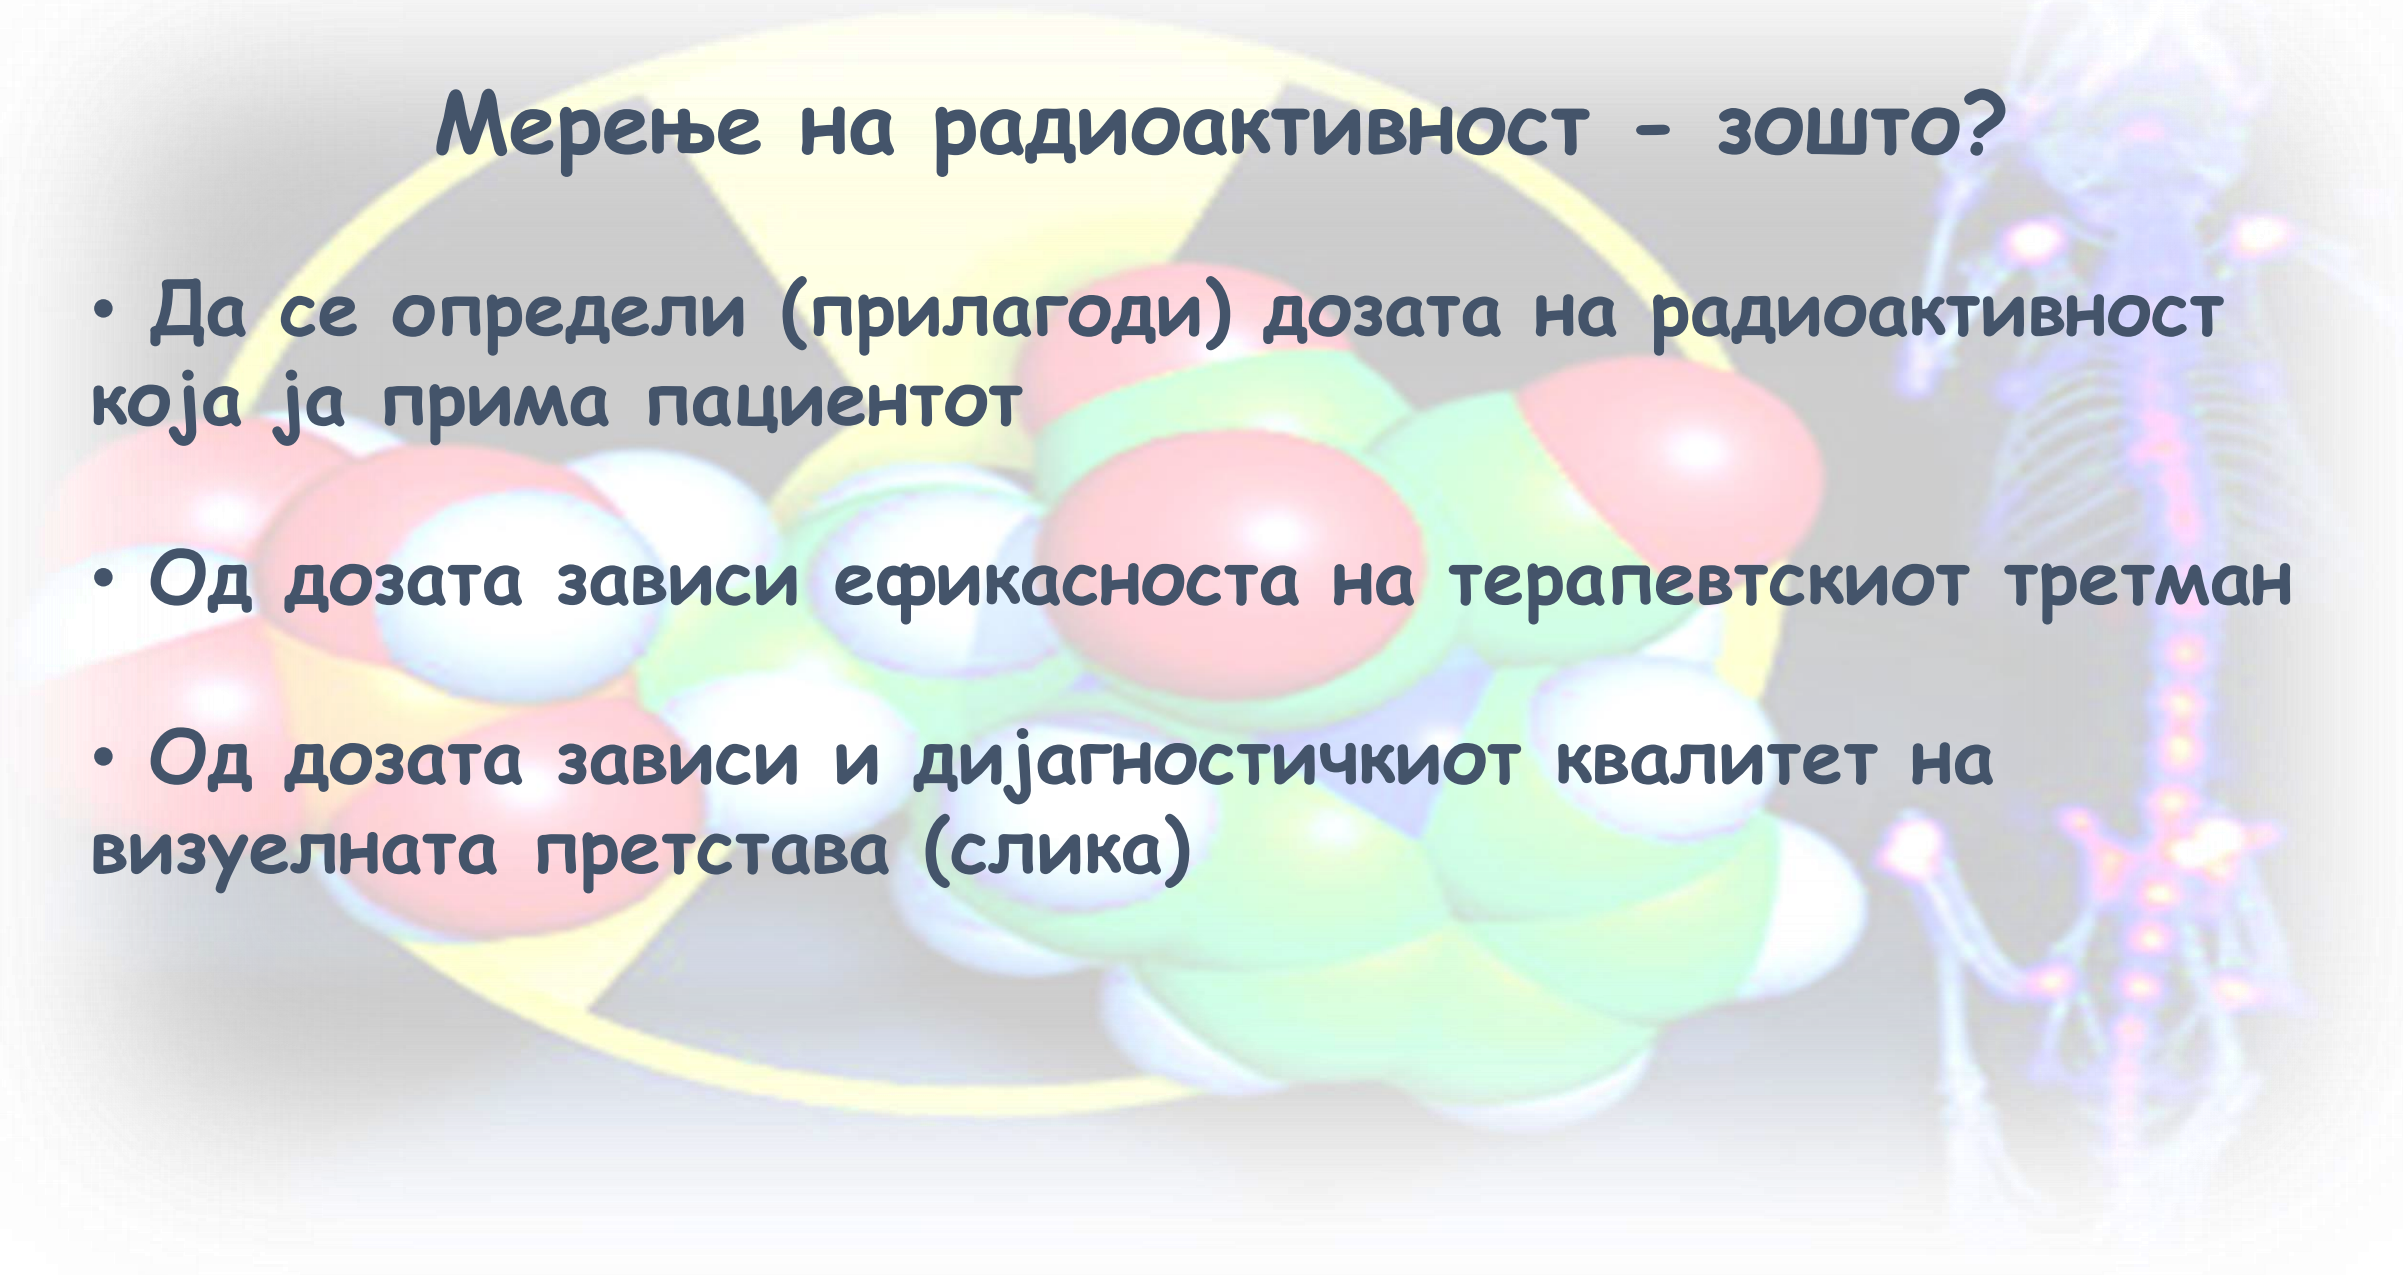 Мерење на радиоактивност - зошто?
• Да се определи (прилагоди) дозата на радиоактивност
која ја прима пациентот
• Од дозата зависи ефикасноста на терапевтскиот третман
• Од дозата зависи и дијагностичкиот квалитет на
визуелната претстава (слика)